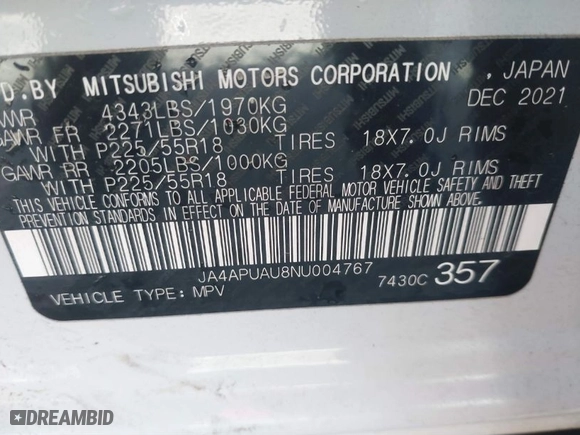 D.BY MITSUBISHI MOTORS CORPORATION , JAPAN
DEC 2021
VWR 4343LBS/1970KG
GAWR FR 2271LBS/1030KG
WITH P225/55R18 TIRES 18X7.0J RIMS
GAWR RR 2205LBS/1000KG
WITH P225/55R18 TIRES 18X7.0J RIMS
THIS VEHICLE CONFORMS TO ALL APPLICABLE FEDERAL MOTOR VEHICLE SAFETY AND THEFT
PREVENTION STANDARDS IN EFFECT ON THE DATE OF MANUFACTURE SHOWN ABOVE.
JA4APUAU8NU004767
VEHICLE TYPE: MPV 7430C 357
DREAMBID